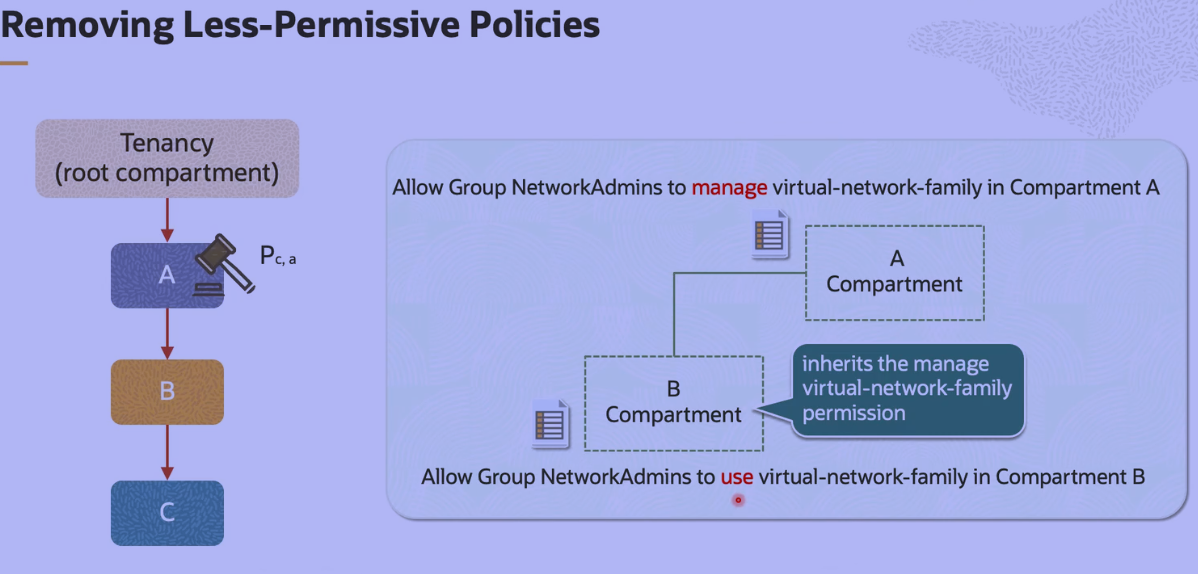 Removing Less-Permissive Policies
Tenancy
(root compartment)
A
Pc, a
B
C
Allow Group NetworkAdmins to manage virtual-network-family in Compartment A
A
Compartment
B
Compartment
inherits the manage
virtual-network-family
permission
Allow Group NetworkAdmins to use virtual-network-family in Compartment B